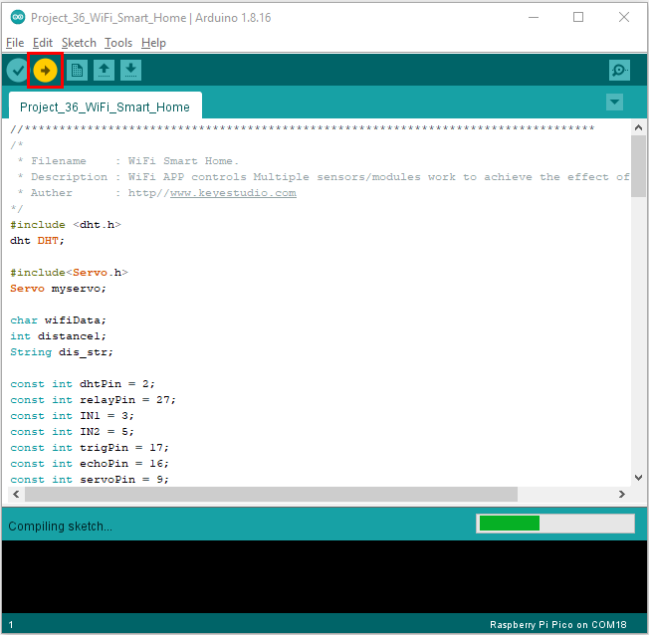 Project_36_WiFi_Smart_Home | Arduino 1.8.16
File Edit Sketch Tools Help
Project_36_WiFi_Smart_Home
//**********************************************************************************
/*
* Filename : WiFi Smart Home.
* Description : WiFi APP controls Multiple sensors/modules work to achieve the effect of
* Auther : http//www.keyestudio.com
*/
#include <dht.h>
dht DHT;
#include<Servo.h>
Servo myservo;
char wifiData;
int distance1;
String dis_str;
const int dhtPin = 2;
const int relayPin = 27;
const int IN1 = 3;
const int IN2 = 5;
const int trigPin = 17;
const int echoPin = 16;
const int servoPin = 9;
Compiling sketch...
1
Raspberry Pi Pico on COM18